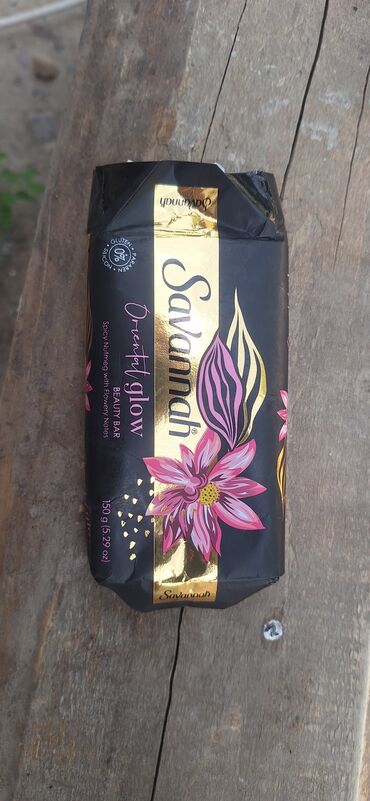 Savannah
Savannah®
Oriental glow
BEAUTY BAR
Spicy Nutmeg with Flowery Notes
150 g (5.29 oz)
GLUTEN • PARABEN • SILICON •
0%
Savannah